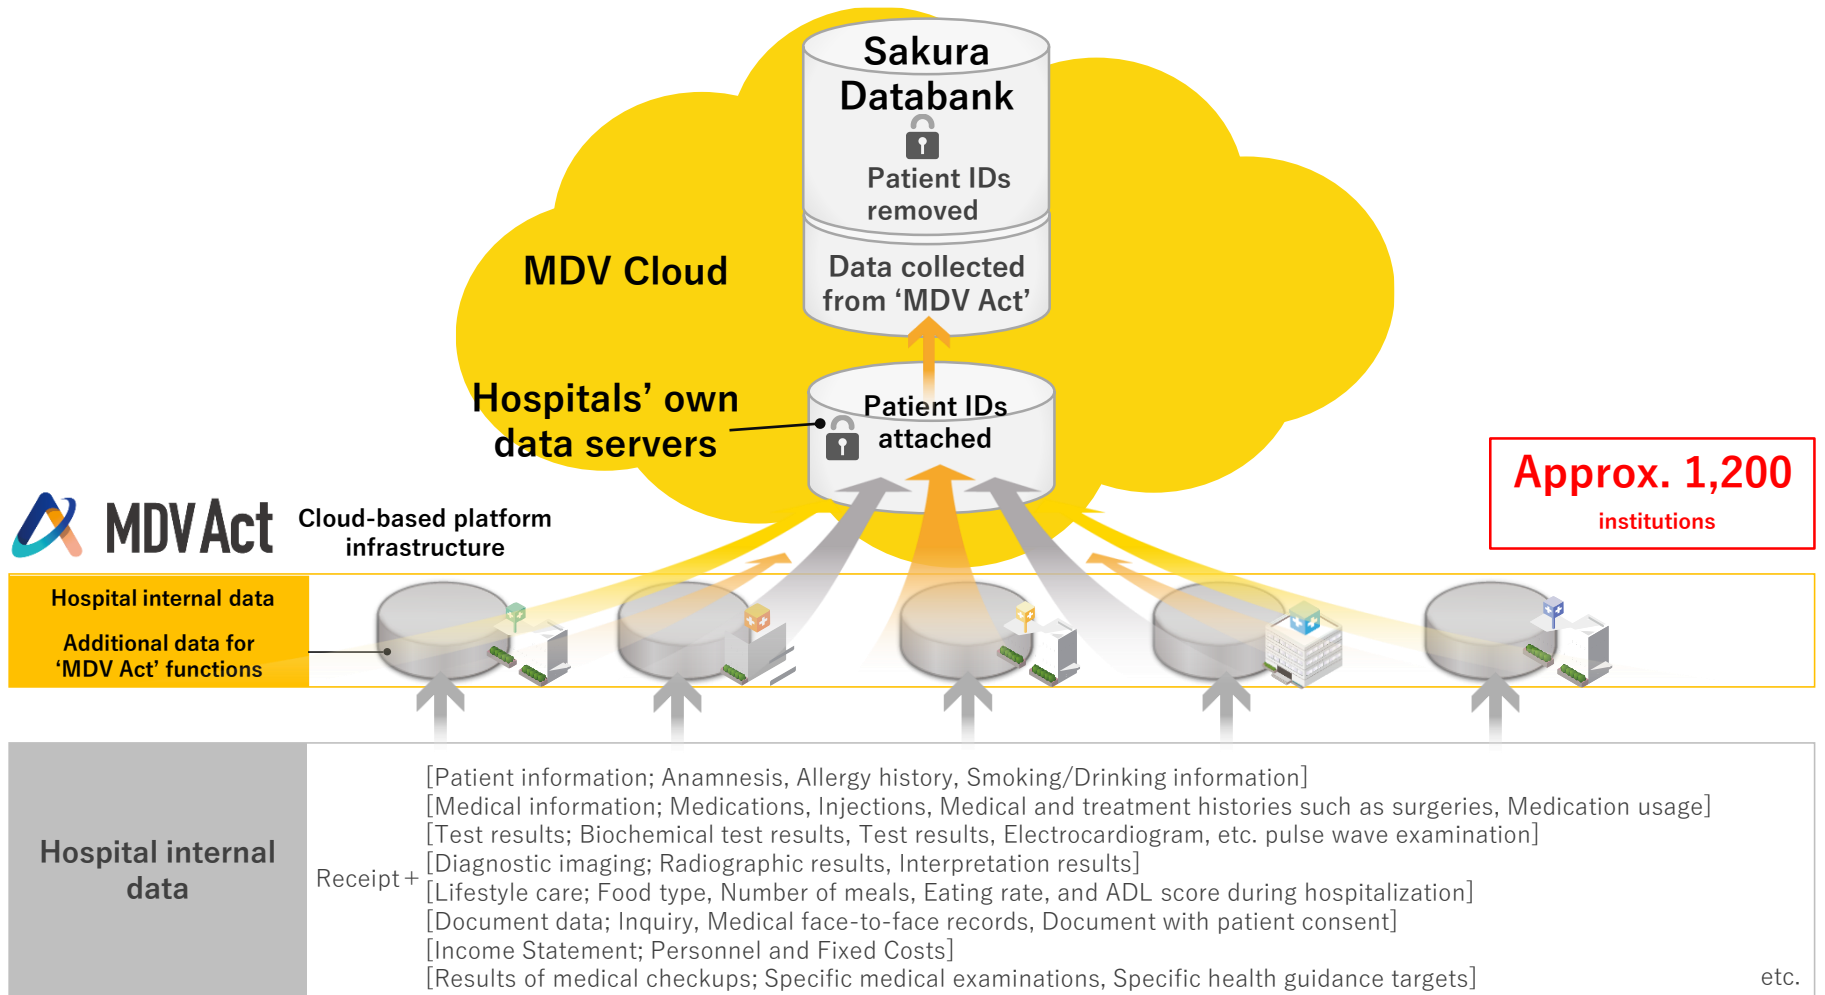 Sakura
Databank
Patient IDs
removed
MDV Cloud
Data collected
from ‘MDV Act’
Hospitals’ own
data servers
Patient IDs
attached
Approx. 1,200
institutions
MDV Act
Cloud-based platform
infrastructure
Hospital internal data
Additional data for
‘MDV Act’ functions
Hospital internal
data
Receipt+
[Patient information; Anamnesis, Allergy history, Smoking/Drinking information]
[Medical information; Medications, Injections, Medical and treatment histories such as surgeries, Medication usage]
[Test results; Biochemical test results, Test results, Electrocardiogram, etc. pulse wave examination]
[Diagnostic imaging; Radiographic results, Interpretation results]
[Lifestyle care; Food type, Number of meals, Eating rate, and ADL score during hospitalization]
[Document data; Inquiry, Medical face-to-face records, Document with patient consent]
[Income Statement; Personnel and Fixed Costs]
[Results of medical checkups; Specific medical examinations, Specific health guidance targets]
etc.